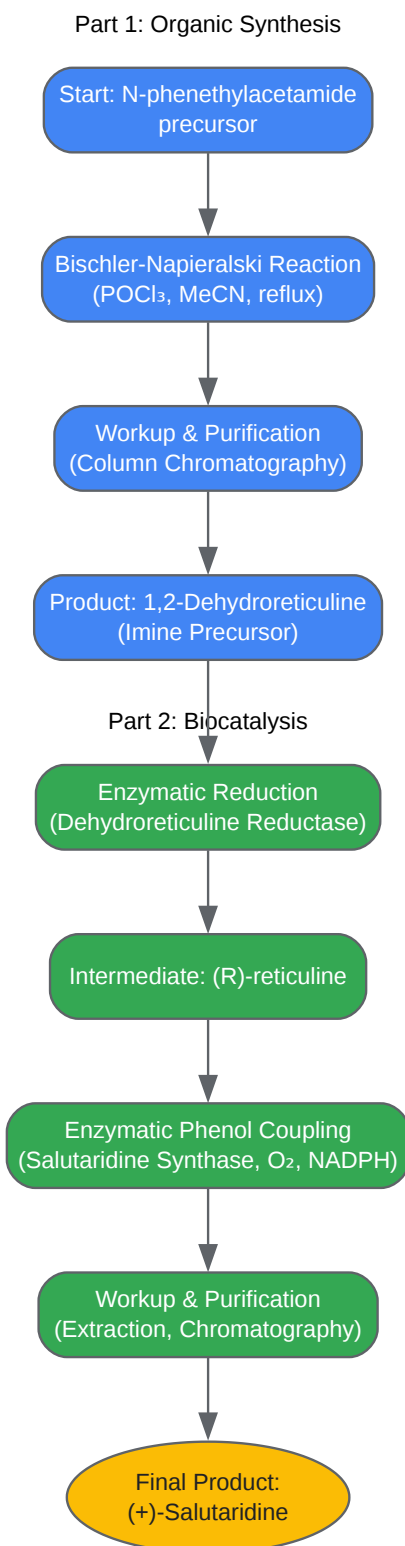 Part 1: Organic Synthesis
Start: N-phenethylacetamide
precursor
Bischler-Napieralski Reaction
(POCl₃, MeCN, reflux)
Workup & Purification
(Column Chromatography)
Product: 1,2-Dehydroreticuline
(Imine Precursor)
Part 2: Biocatalysis
Enzymatic Reduction
(Dehydroreticuline Reductase)
Intermediate: (R)-reticuline
Enzymatic Phenol Coupling
(Salutaridine Synthase, O₂, NADPH)
Workup & Purification
(Extraction, Chromatography)
Final Product:
(+)-Salutaridine